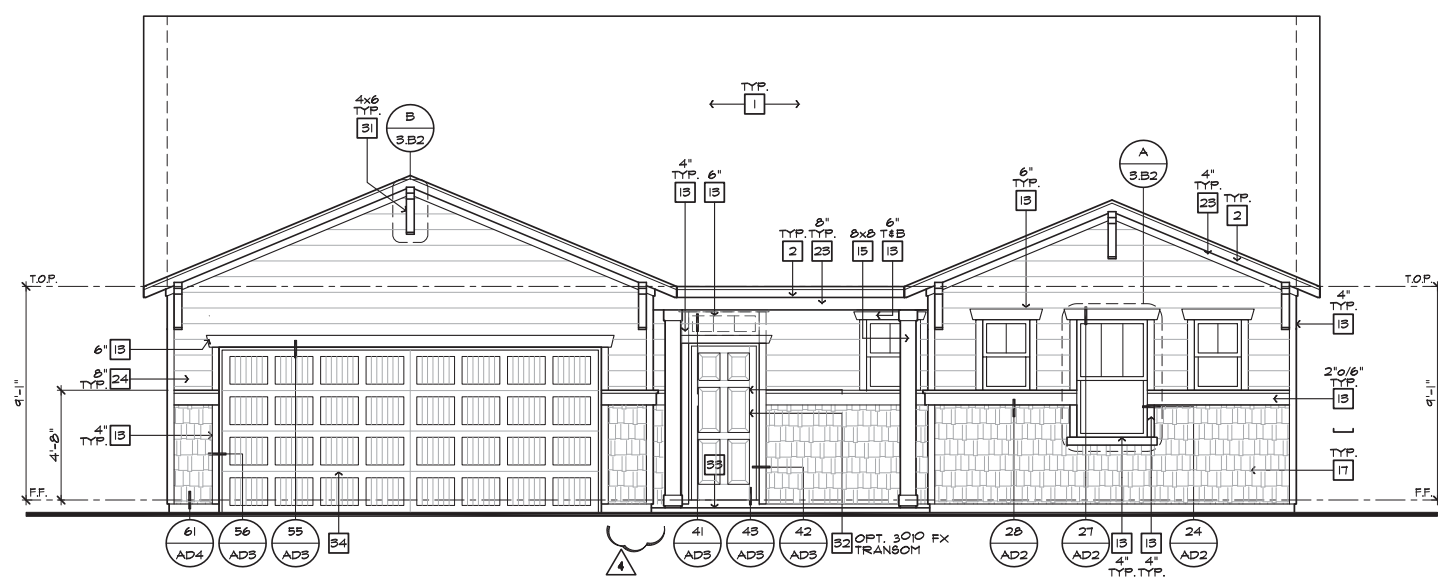 TYP.
1
4x6
TYP.
31
B
3.B2
4"
TYP.
13
6"
13
A
3.B2
6"
TYP.
13
4"
TYP.
23
TYP.
2
TYP.
2
8"
TYP.
23
8x8
15
6"
T&B
13
T.O.P.
T.O.P.
4"
TYP.
13
6" 13
8"
TYP. 24
9'-1"
9'-1"
2"o/6"
TYP.
13
4"
TYP. 13
4'-8"
TYP.
17
33
F.F.
F.F.
61
AD4
56
AD3
55
AD3
34
4
41
AD3
43
AD3
42
AD3
32 OPT. 3010 FX
TRANSOM
28
AD2
27
AD2
13
4"
TYP.
13
4"
TYP.
24
AD2